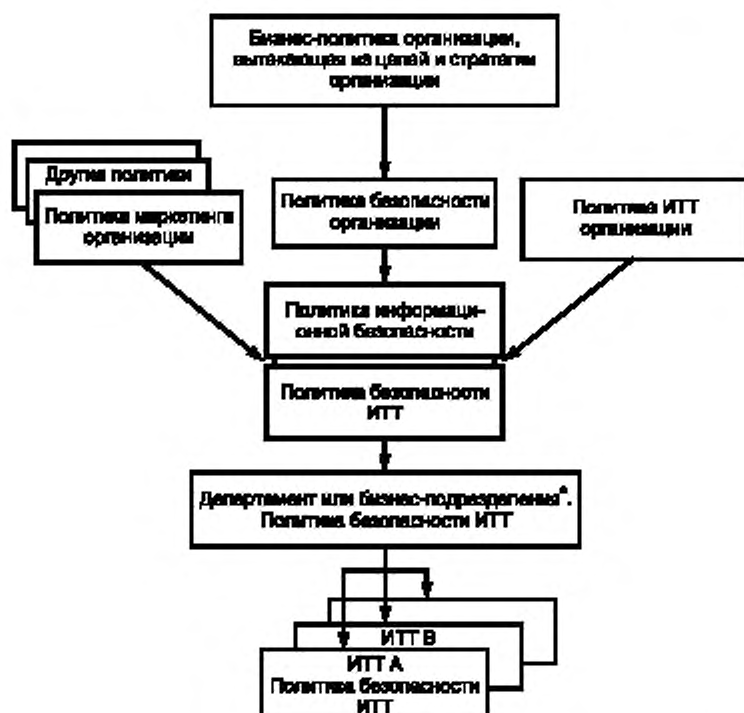 Бизнес-политика организации,
вытекающая из целей и стратегии
организации
Другие политики
Политика маркетинга
организации
Политика безопасности
организации
Политика ИТТ
организации
Политика информаци-
онной безопасности
Политика безопасности
ИТТ
Департамент или бизнес-подразделения*.
Политика безопасности ИТТ
ИТТ B
ИТТ A
Политика безопасности
ИТТ